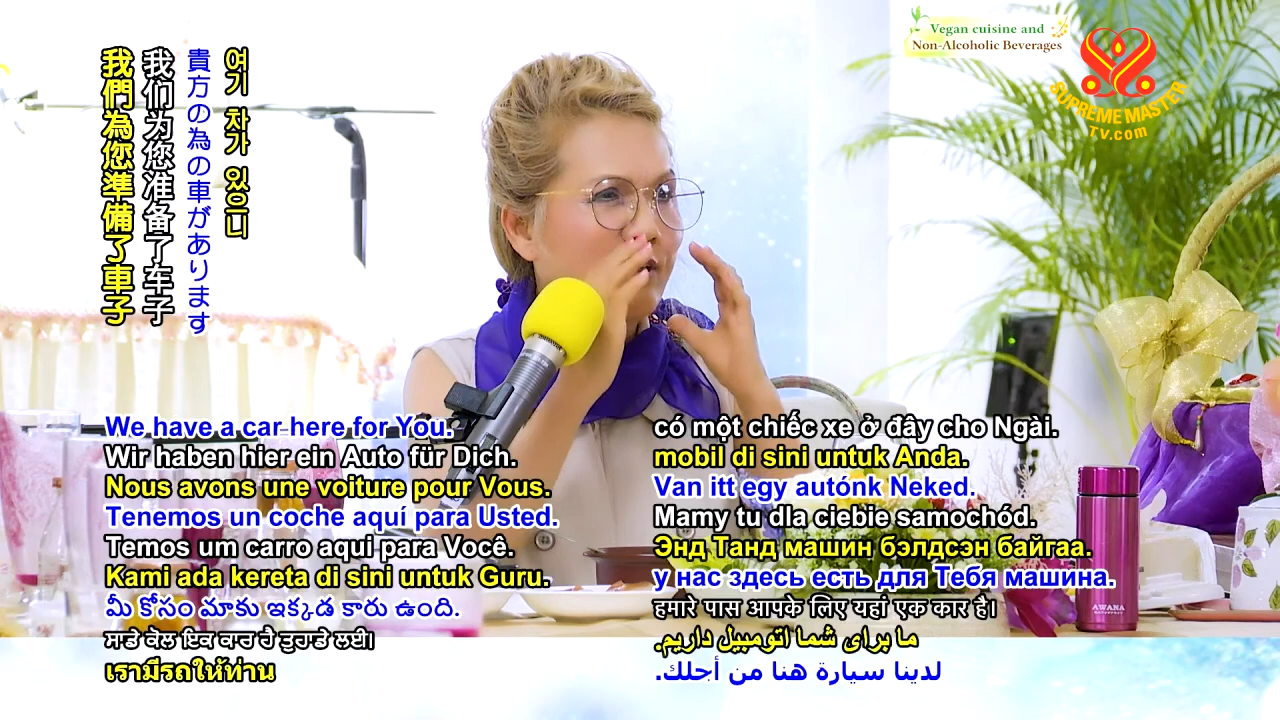 Vegan cuisine and
Non-Alcoholic Beverages
SUPREME MASTER
TV.com
여기 차가 있으니
貴方の為の車があります
我们为您准备了车子
我們為您準備了車子
We have a car here for You.
Wir haben hier ein Auto für Dich.
Nous avons une voiture pour Vous.
Tenemos un coche aquí para Usted.
Temos um carro aqui para Você.
Kami ada kereta di sini untuk Guru.
మీ కోసం మాకు ఇక్కడ కారు ఉంది.
ਸਾਡੇ ਕੋਲ ਇਕ ਕਾਰ ਹੈ ਤੁਹਾਡੇ ਲਈ।
เรามีรถให้ท่าน
có một chiếc xe ở đây cho Ngài.
mobil di sini untuk Anda.
Van itt egy autónk Neked.
Mamy tu dla ciebie samochód.
Энд Танд машин бэлдсэн байгаа.
у нас здесь есть для Тебя машина.
हमारे पास आपके लिए यहां एक कार है।
ما برای شما اتومبیل داریم.
لدينا سيارة هنا من أجلك.
AWANA